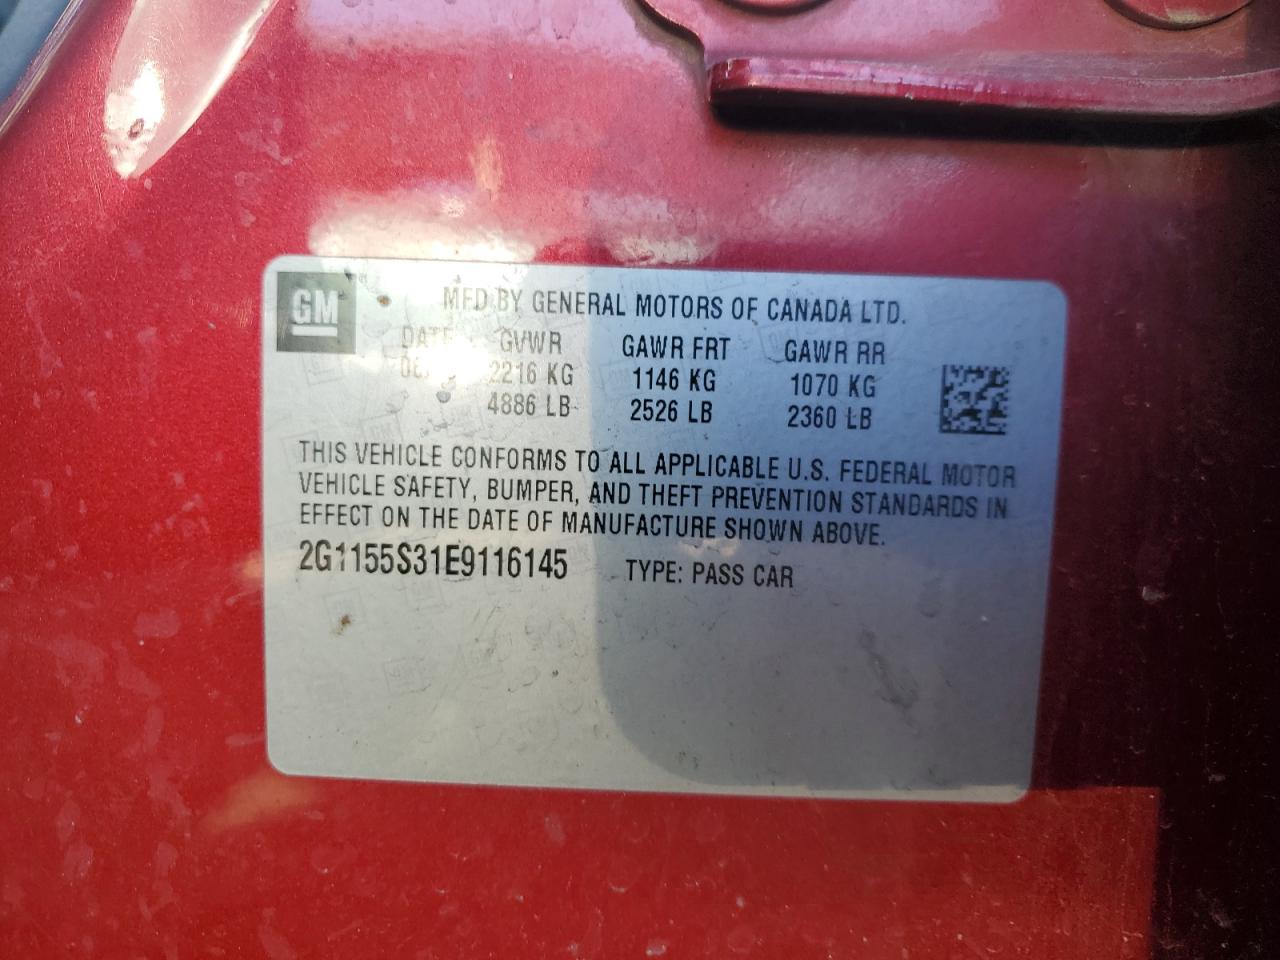 GM
MFD BY GENERAL MOTORS OF CANADA LTD.
DATE GVWR GAWR FRT GAWR RR
2216 KG 1146 KG 1070 KG
4886 LB 2526 LB 2360 LB
THIS VEHICLE CONFORMS TO ALL APPLICABLE U.S. FEDERAL MOTOR
VEHICLE SAFETY, BUMPER, AND THEFT PREVENTION STANDARDS IN
EFFECT ON THE DATE OF MANUFACTURE SHOWN ABOVE.
2G1155S31E9116145 TYPE: PASS CAR